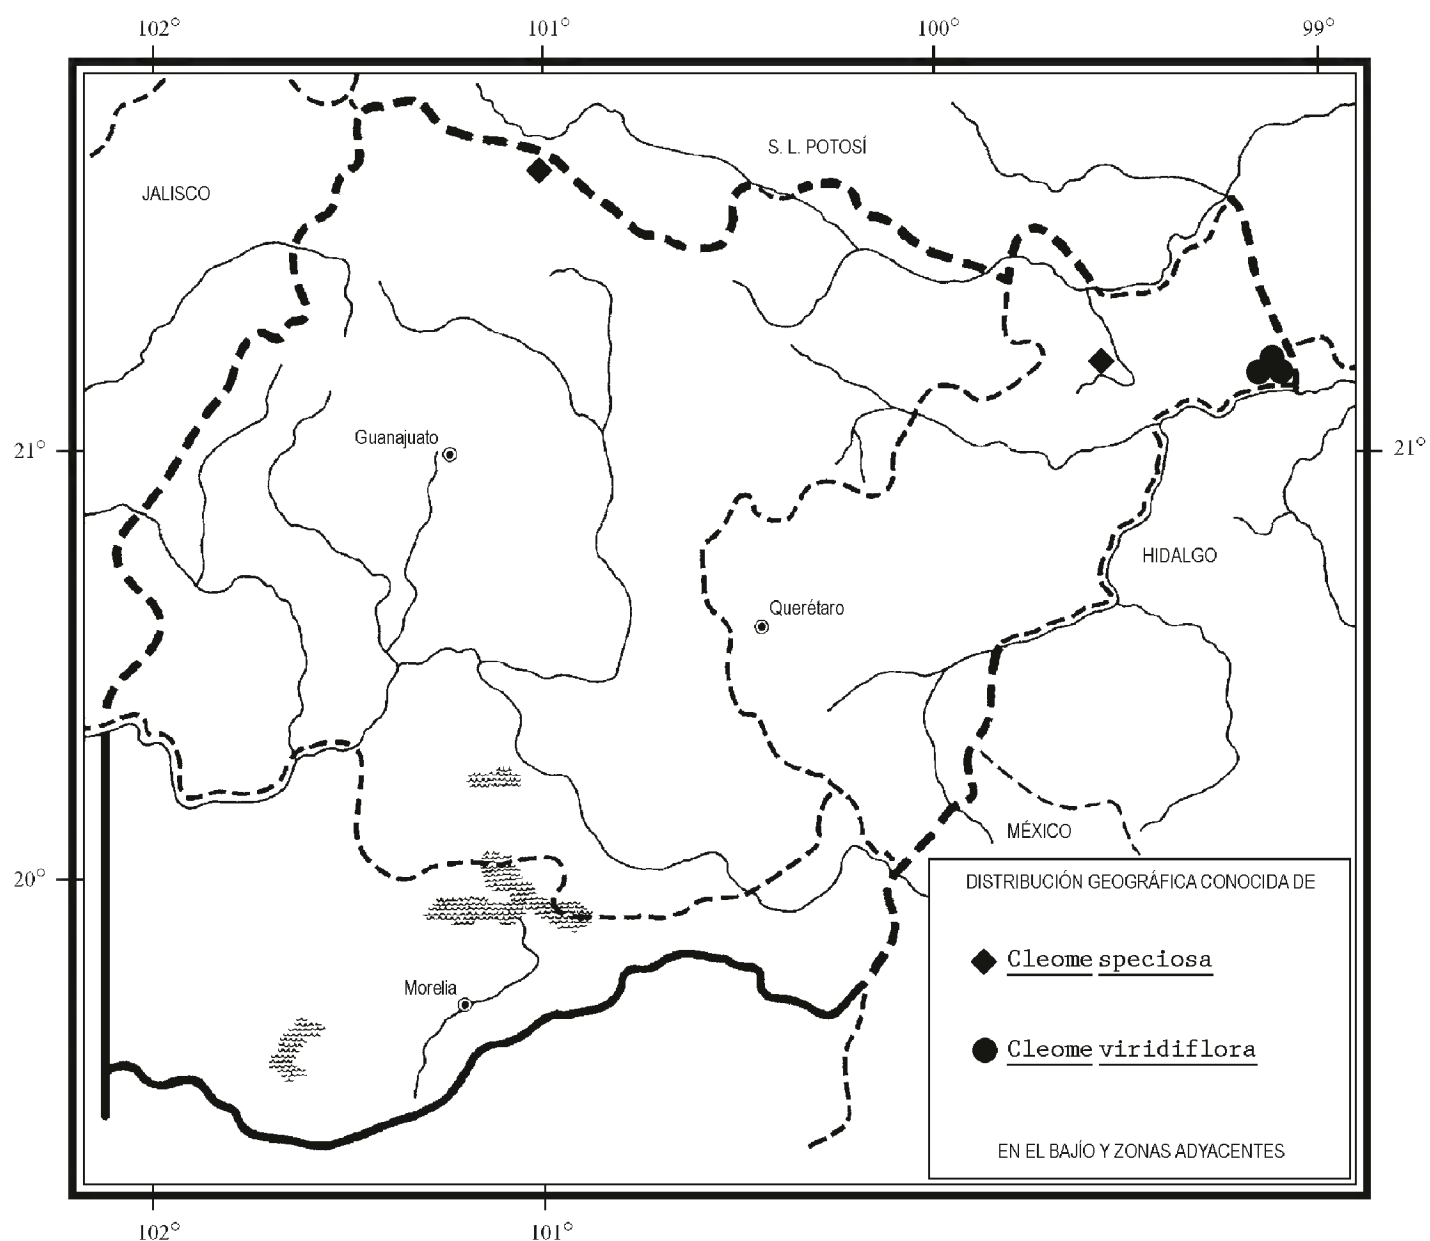 102° 101° 100° 99°
S. L. POTOSÍ
JALISCO
Guanajuato
21° 21°
HIDALGO
Querétaro
MÉXICO
20°
DISTRIBUCIÓN GEOGRÁFICA CONOCIDA DE
Cleome speciosa
Morelia
Cleome viridiflora
EN EL BAJÍO Y ZONAS ADYACENTES
102° 101°